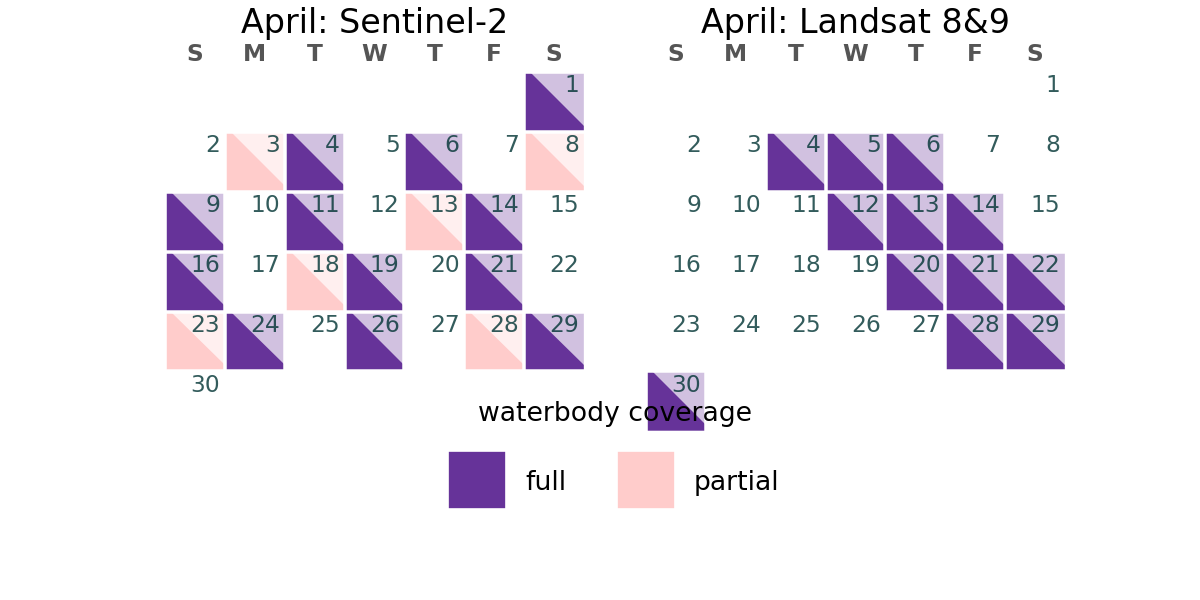 April: Sentinel-2
S M T W T F S
1
2 3 4 5 6 7 8
9 10 11 12 13 14 15
16 17 18 19 20 21 22
23 24 25 26 27 28 29
30
April: Landsat 8&9
S M T W T F S
1
2 3 4 5 6 7 8
9 10 11 12 13 14 15
16 17 18 19 20 21 22
23 24 25 26 27 28 29
30
waterbody coverage
full partial